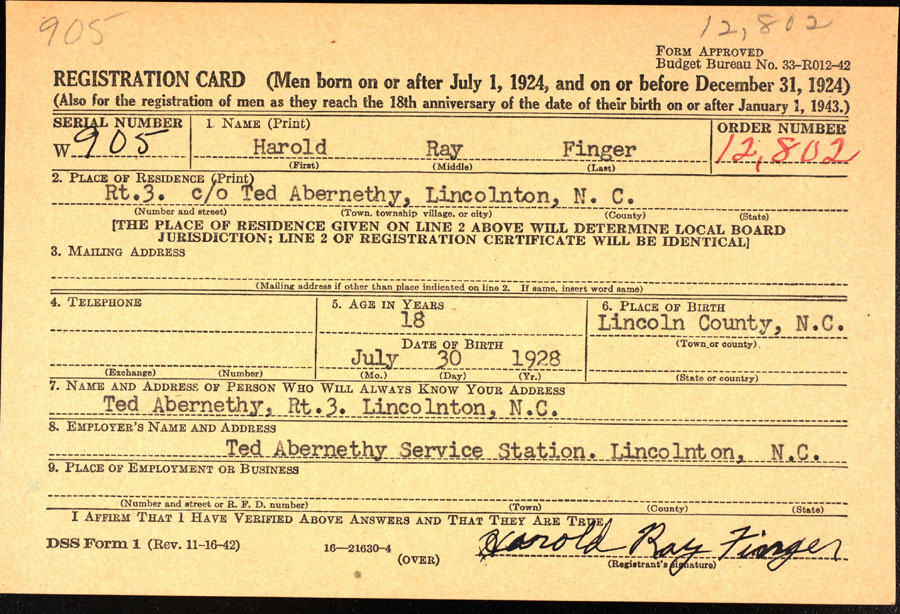 905
12,802
FORM APPROVED
Budget Bureau No. 33-R012-42
REGISTRATION CARD (Men born on or after July 1, 1924, and on or before December 31, 1924)
(Also for the registration of men as they reach the 18th anniversary of the date of their birth on or after January 1, 1943.)
SERIAL NUMBER
W 905
1. NAME (Print)
Harold Ray Finger
(First) (Middle) (Last)
ORDER NUMBER
12,802
2. PLACE OF RESIDENCE (Print)
Rt.3. c/o Ted Abernethy, Lincolnton, N. C.
(Number and street) (Town, township village, or city) (County) (State)
[THE PLACE OF RESIDENCE GIVEN ON LINE 2 ABOVE WILL DETERMINE LOCAL BOARD
JURISDICTION; LINE 2 OF REGISTRATION CERTIFICATE WILL BE IDENTICAL]
3. MAILING ADDRESS
(Mailing address if other than place indicated on line 2. If same, insert word same)
4. TELEPHONE
(Exchange) (Number)
5. AGE IN YEARS
18
DATE OF BIRTH
July 30 1928
(Mo.) (Day) (Yr.)
6. PLACE OF BIRTH
Lincoln County, N.C.
(Town or county)
(State or country)
7. NAME AND ADDRESS OF PERSON WHO WILL ALWAYS KNOW YOUR ADDRESS
Ted Abernethy, Rt.3. Lincolnton, N.C.
8. EMPLOYER'S NAME AND ADDRESS
Ted Abernethy Service Station. Lincolnton, N.C.
9. PLACE OF EMPLOYMENT OR BUSINESS
(Number and street or R. F. D. number) (Town) (County) (State)
I AFFIRM THAT I HAVE VERIFIED ABOVE ANSWERS AND THAT THEY ARE TRUE
DSS Form 1 (Rev. 11-16-42) 16—21630-4 (OVER)
Harold Ray Finger
(Registrant's signature)